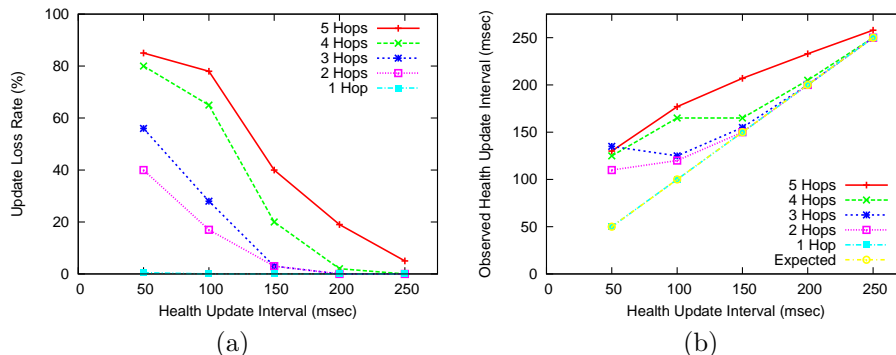 Update Loss Rate (%)
100
80
60
40
20
0
0 50 100 150 200 250
Health Update Interval (msec)
5 Hops
4 Hops
3 Hops
2 Hops
1 Hop
(a)
Observed Health Update Interval (msec)
250
200
150
100
50
0
0 50 100 150 200 250
Health Update Interval (msec)
5 Hops
4 Hops
3 Hops
2 Hops
1 Hop
Expected
(b)